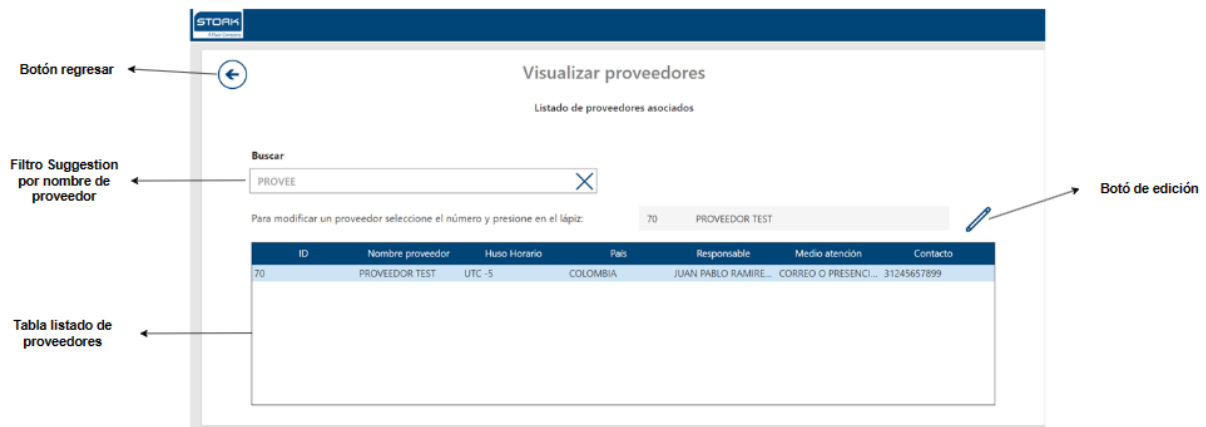 STORK
A Fluor Company
Botón regresar
Visualizar proveedores
Listado de proveedores asociados
Buscar
Filtro Suggestion
por nombre de
proveedor
PROVEE
Botó de edición
Para modificar un proveedor seleccione el número y presione en el lápiz:
70 PROVEEDOR TEST
ID Nombre proveedor Huso Horario País Responsable Medio atención Contacto
70 PROVEEDOR TEST UTC -5 COLOMBIA JUAN PABLO RAMIRE... CORREO O PRESENCI... 31245657899
Tabla listado de
proveedores